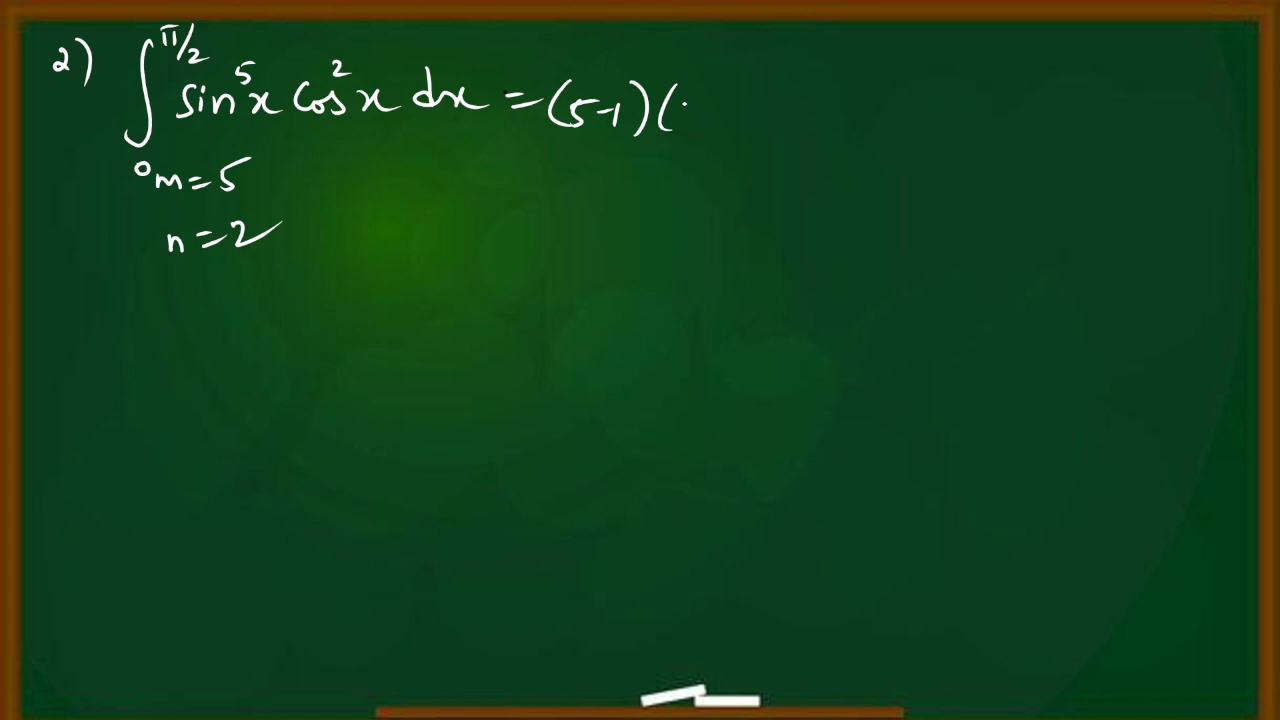 2) ∫₀^π/2 sin⁵x cos²x dx = (5-1)(
m = 5
n = 2